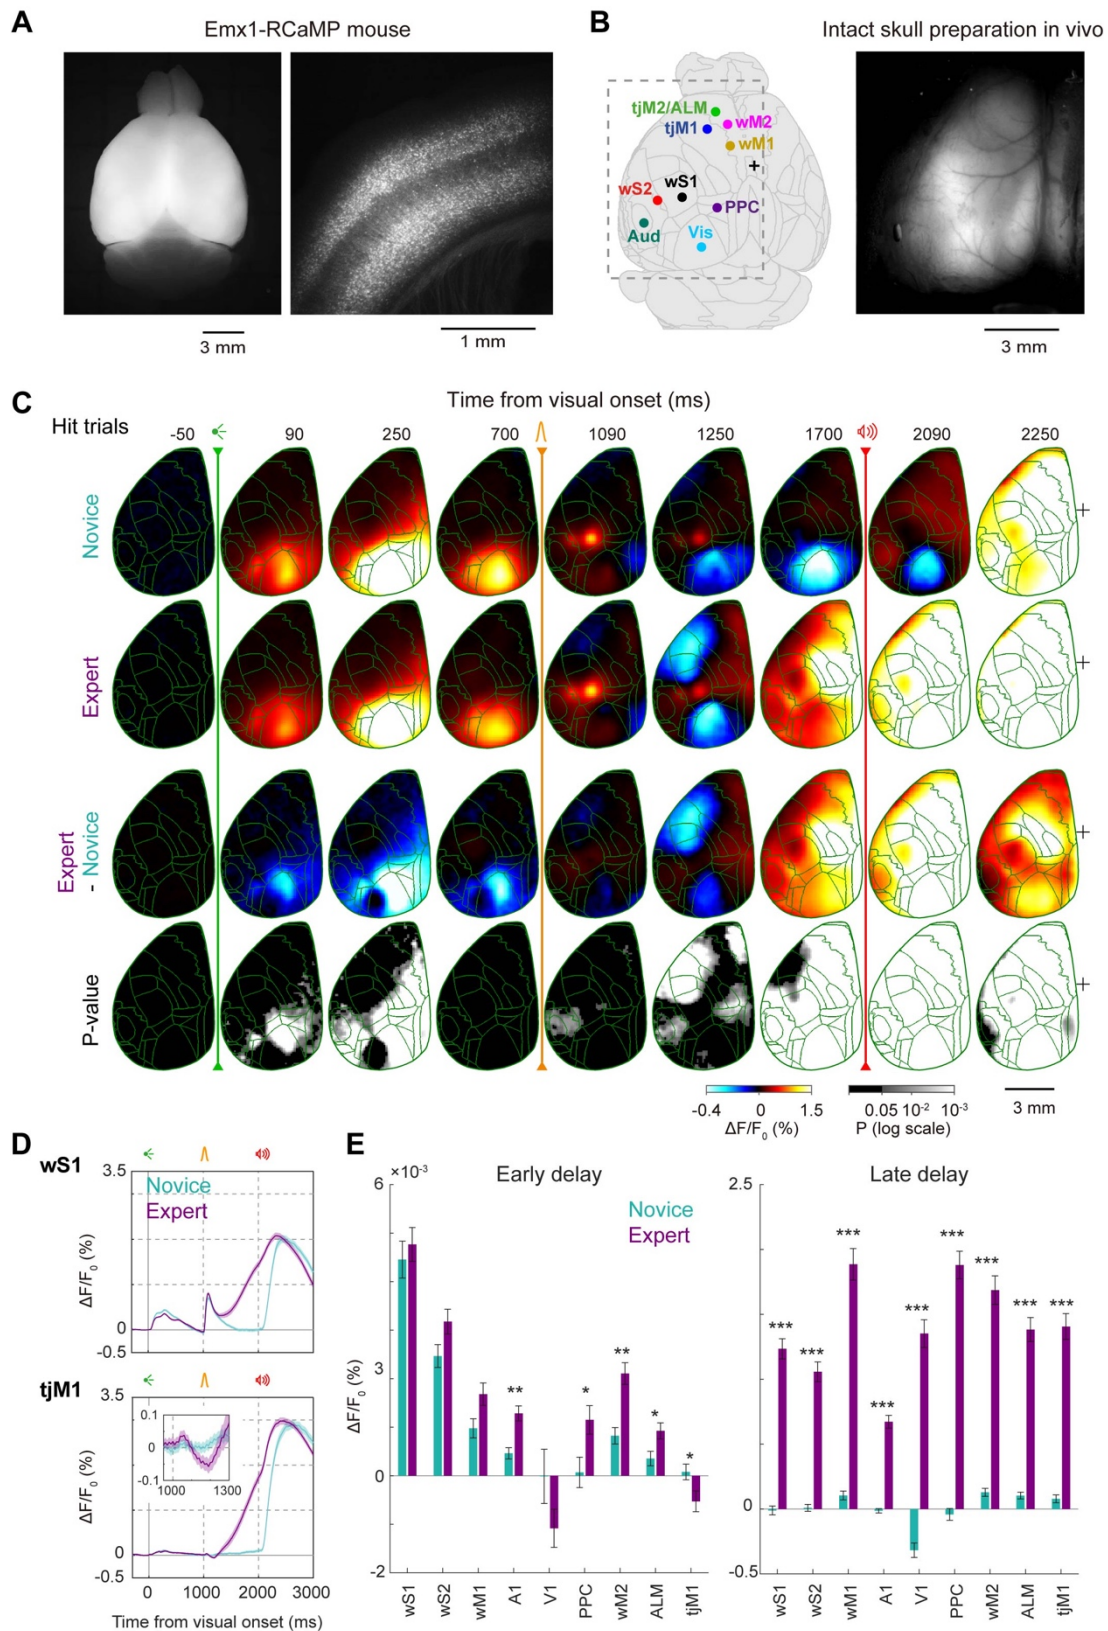 A
Emx1-RCaMP mouse
3 mm
1 mm
B
Intact skull preparation in vivo
tjM2/ALM
wM2
tjM1
wM1
+
wS2
wS1
PPC
Aud
Vis
3 mm
C
Time from visual onset (ms)
Hit trials
-50
90
250
700
1090
1250
1700
2090
2250
Novice
+
Expert
+
Expert
- Novice
+
P-value
+
-0.4
0
1.5
ΔF/F₀ (%)
0.05
10⁻²
10⁻³
P (log scale)
3 mm
D
wS1
3.5
Novice
Expert
ΔF/F₀ (%)
0
-0.5
tjM1
3.5
0.1
0
-0.1
1000
1300
ΔF/F₀ (%)
0
-0.5
0
1000
2000
3000
Time from visual onset (ms)
E
×10⁻³
Early delay
6
Novice
Expert
3
ΔF/F₀ (%)
0
-2
**
*
**
*
*
wS1
wS2
wM1
A1
V1
PPC
wM2
ALM
tjM1
Late delay
2.5
0
-0.5
***
***
***
***
***
***
***
***
***
wS1
wS2
wM1
A1
V1
PPC
wM2
ALM
tjM1